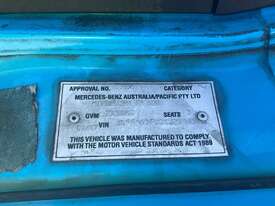 APPROVAL NO. CATEGORY
MERCEDES-BENZ AUSTRALIA/PACIFIC PTY LTD
GVM SEATS
VIN
THIS VEHICLE WAS MANUFACTURED TO COMPLY
WITH THE MOTOR VEHICLE STANDARDS ACT 1989